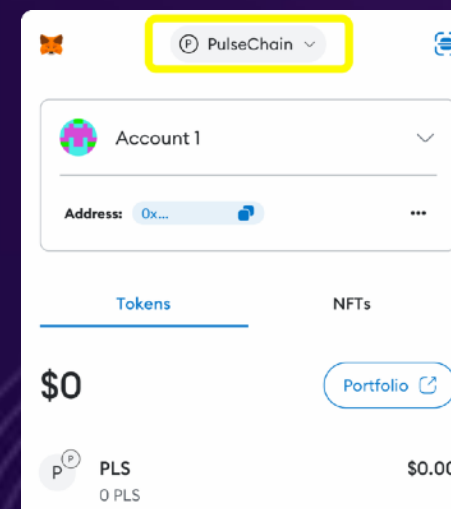 P PulseChain
Account 1
Address: 0x... •••
Tokens NFTs
$0 Portfolio
P P PLS $0.00
0 PLS